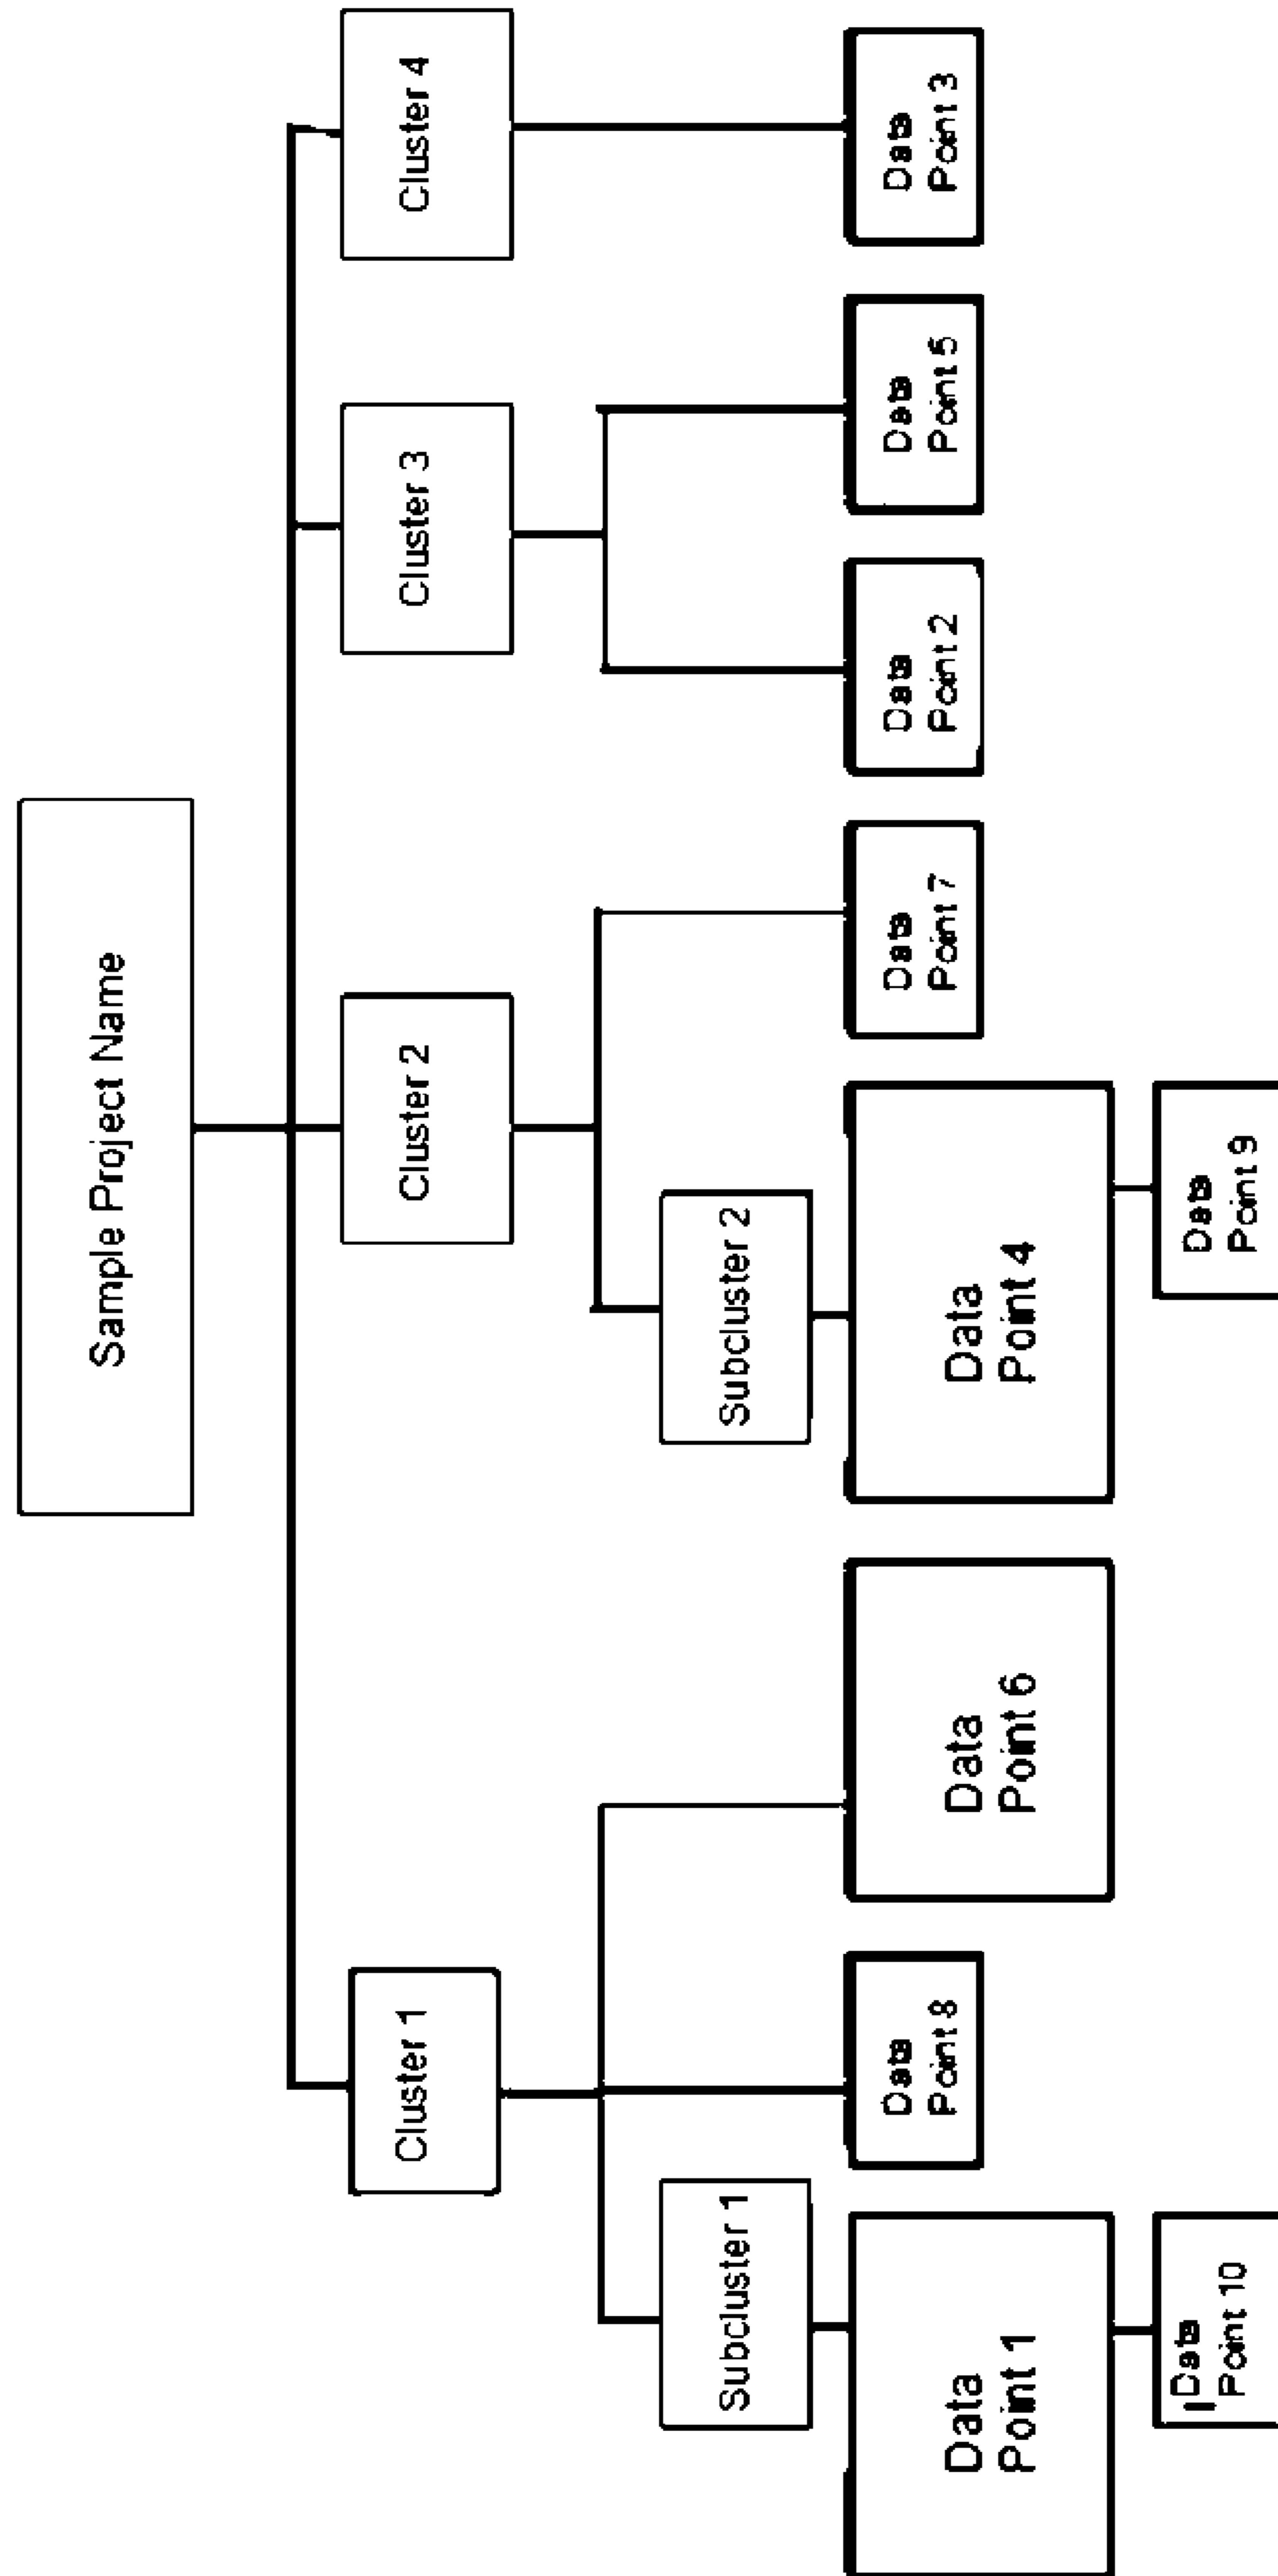 Sample Project Name
Cluster 1
Cluster 2
Cluster 3
Cluster 4
Subcluster 1
Subcluster 2
Data
Point 1
Data
Point 8
Data
Point 6
Data
Point 4
Data
Point 7
Data
Point 2
Data
Point 5
Data
Point 3
Data
Point 10
Data
Point 9